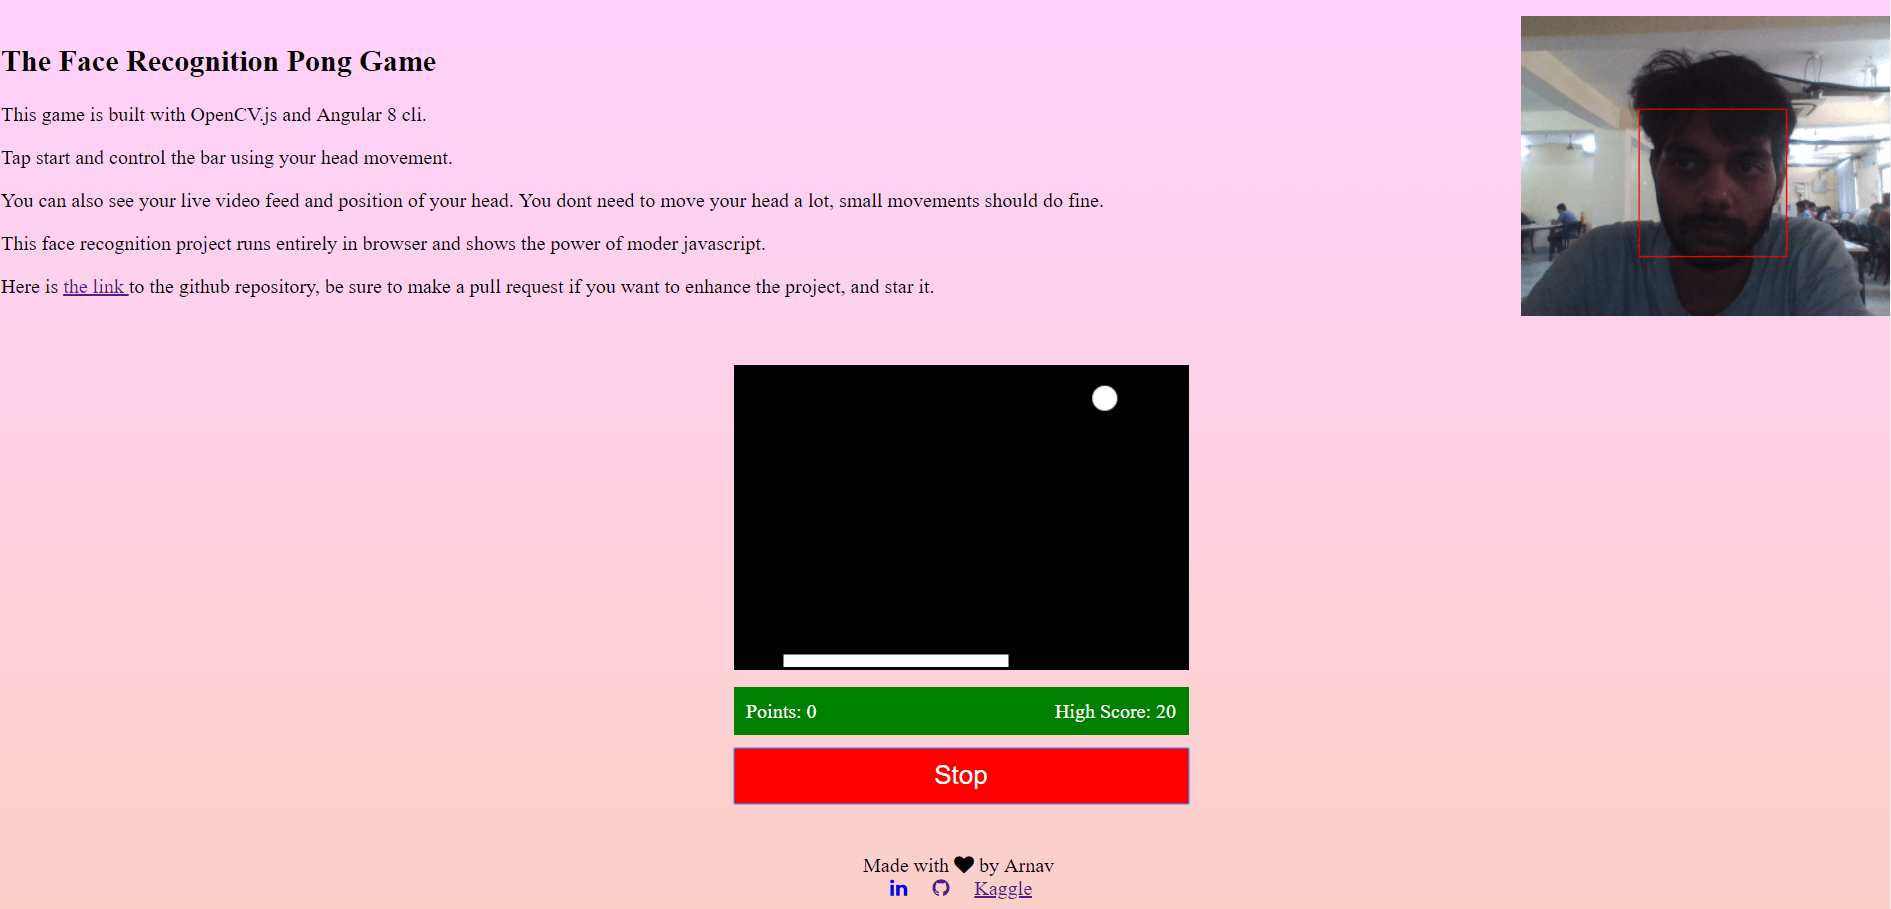 The Face Recognition Pong Game
This game is built with OpenCV.js and Angular 8 cli.
Tap start and control the bar using your head movement.
You can also see your live video feed and position of your head. You dont need to move your head a lot, small movements should do fine.
This face recognition project runs entirely in browser and shows the power of moder javascript.
Here is the link to the github repository, be sure to make a pull request if you want to enhance the project, and star it.
Points: 0 High Score: 20
Stop
Made with by Arnav
in Kaggle